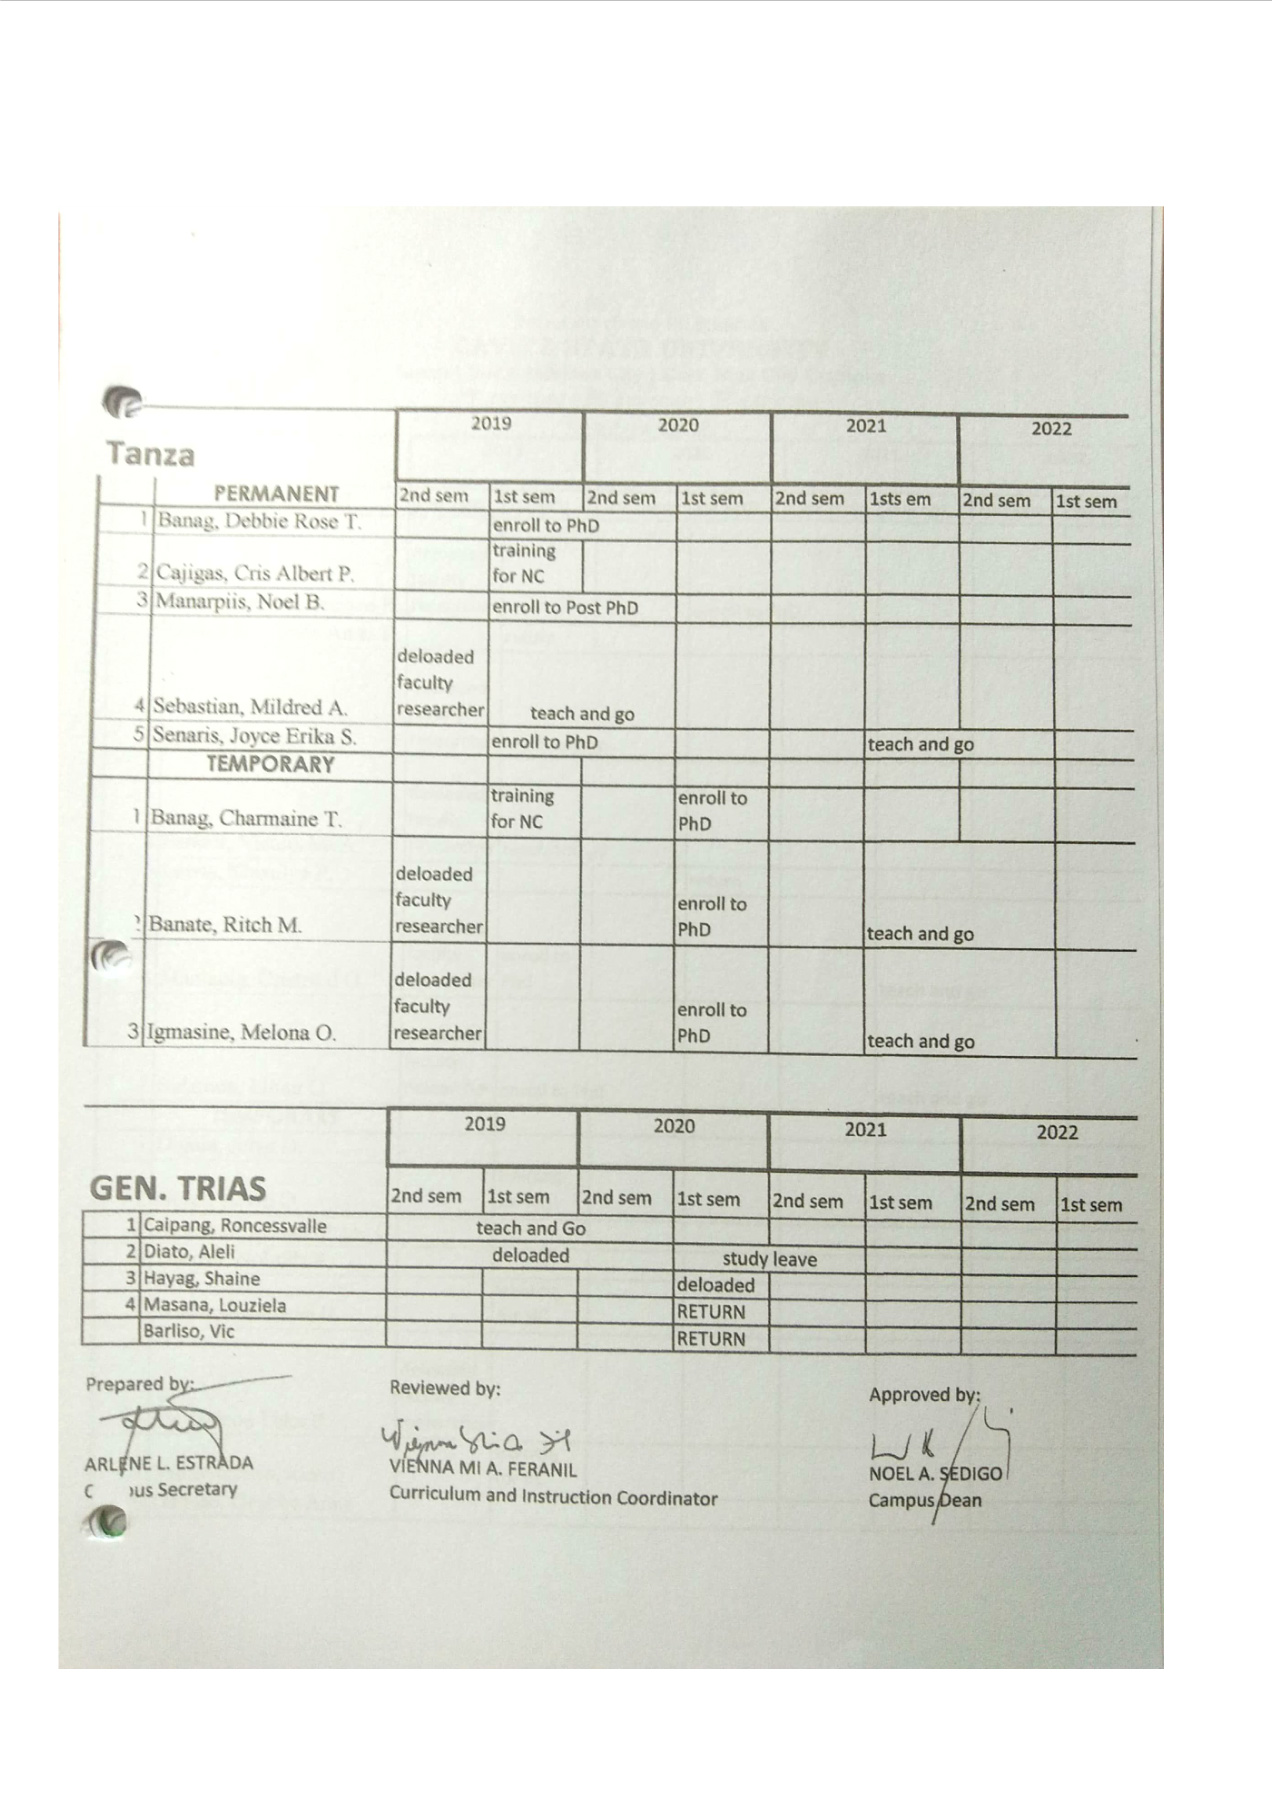 2019 2020 2021 2022
Tanza
PERMANENT 2nd sem 1st sem 2nd sem 1st sem 2nd sem 1sts em 2nd sem 1st sem
1 Banag, Debbie Rose T. enroll to PhD
training
2 Cajigas, Cris Albert P. for NC
3 Manarpiis, Noel B. enroll to Post PhD
deloaded
faculty
4 Sebastian, Mildred A. researcher teach and go
5 Senaris, Joyce Erika S. enroll to PhD teach and go
TEMPORARY
training enroll to
1 Banag, Charmaine T. for NC PhD
deloaded
faculty enroll to
Banate, Ritch M. researcher PhD teach and go
deloaded
faculty enroll to
3 Igmasine, Melona O. researcher PhD teach and go
2019 2020 2021 2022
GEN. TRIAS 2nd sem 1st sem 2nd sem 1st sem 2nd sem 1st sem 2nd sem 1st sem
1 Caipang, Roncessvalle teach and Go
2 Diato, Aleli deloaded study leave
3 Hayag, Shaine deloaded
4 Masana, Louziela RETURN
Barliso, Vic RETURN
Prepared by: Reviewed by: Approved by:
ARLENE L. ESTRADA VIENNA MI A. FERANIL NOEL A. SEDIGO
Secretary Curriculum and Instruction Coordinator Campus Dean